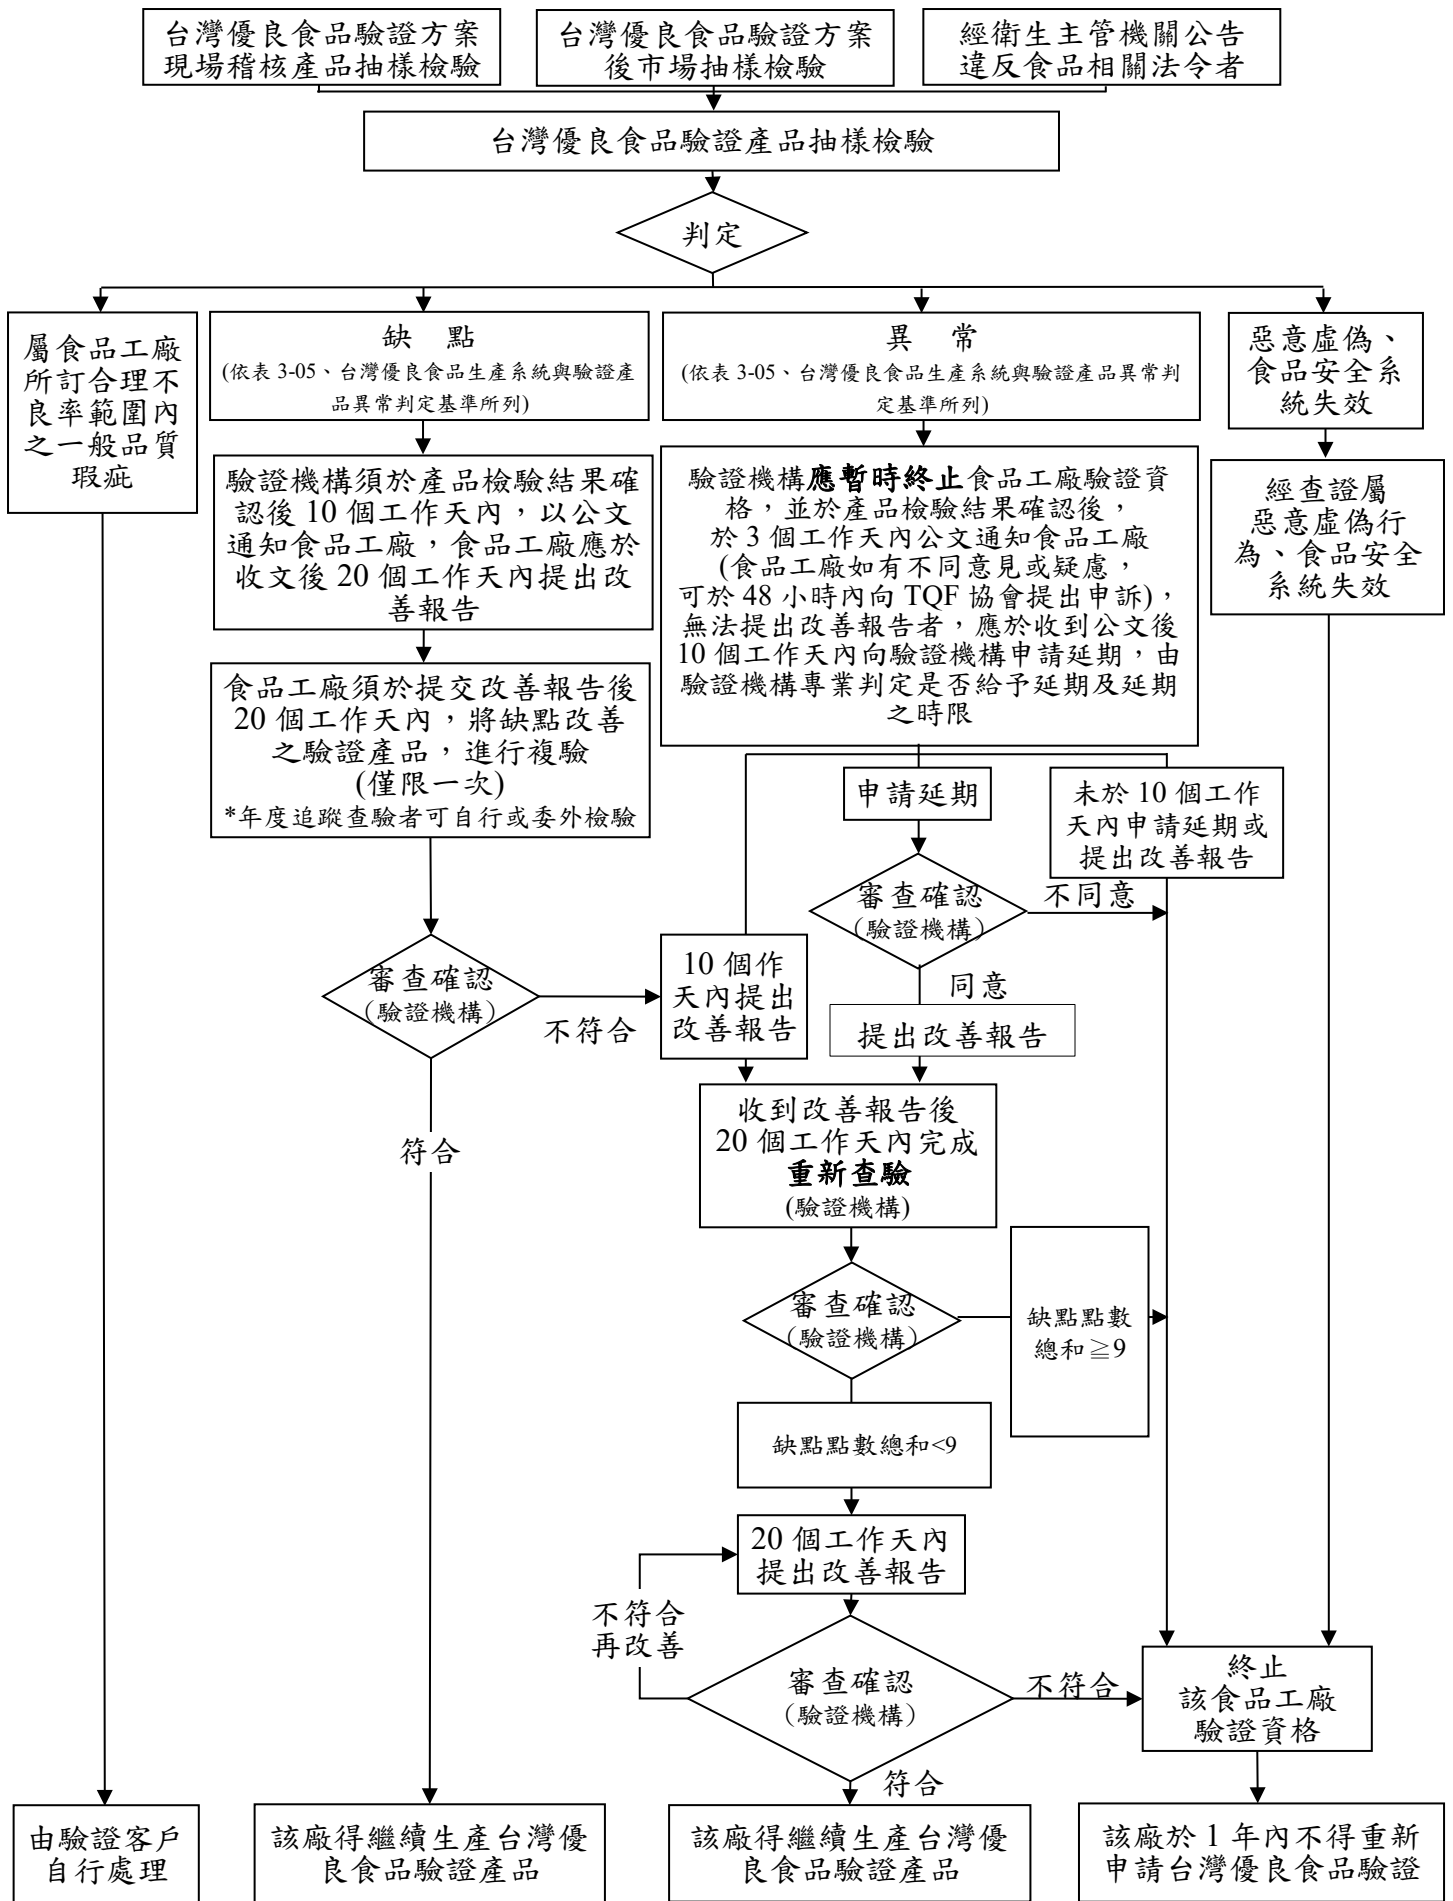 台灣優良食品驗證方案
現場稽核產品抽樣檢驗
台灣優良食品驗證方案
後市場抽樣檢驗
經衛生主管機關公告
違反食品相關法令者
台灣優良食品驗證產品抽樣檢驗
判定
屬食品工廠
所訂合理不
良率範圍內
之一般品質
瑕疵
缺 點
(依表 3-05、台灣優良食品生產系統與驗證產
品異常判定基準所列)
異 常
(依表 3-05、台灣優良食品生產系統與驗證產品異常判
定基準所列)
惡意虛偽、
食品安全系
統失效
驗證機構須於產品檢驗結果確
認後 10 個工作天內，以公文
通知食品工廠，食品工廠應於
收文後 20 個工作天內提出改
善報告
驗證機構應暫時終止食品工廠驗證資
格，並於產品檢驗結果確認後，
於 3 個工作天內公文通知食品工廠
(食品工廠如有不同意見或疑慮，
可於 48 小時內向 TQF 協會提出申訴)，
無法提出改善報告者，應於收到公文後
10 個工作天內向驗證機構申請延期，由
驗證機構專業判定是否給予延期及延期
之時限
經查證屬
惡意虛偽行
為、食品安全
系統失效
食品工廠須於提交改善報告後
20 個工作天內，將缺點改善
之驗證產品，進行複驗
(僅限一次)
*年度追蹤查驗者可自行或委外檢驗
申請延期
未於 10 個工作
天內申請延期或
提出改善報告
審查確認
（驗證機構）
不同意
審查確認
（驗證機構）
不符合
10 個作
天內提出
改善報告
同意
提出改善報告
收到改善報告後
20 個工作天內完成
重新查驗
(驗證機構)
符合
審查確認
（驗證機構）
缺點點數
總和≧9
缺點點數總和<9
20 個工作天內
提出改善報告
不符合
再改善
審查確認
（驗證機構）
不符合
終止
該食品工廠
驗證資格
符合
由驗證客戶
自行處理
該廠得繼續生產台灣優
良食品驗證產品
該廠得繼續生產台灣優
良食品驗證產品
該廠於 1 年內不得重新
申請台灣優良食品驗證